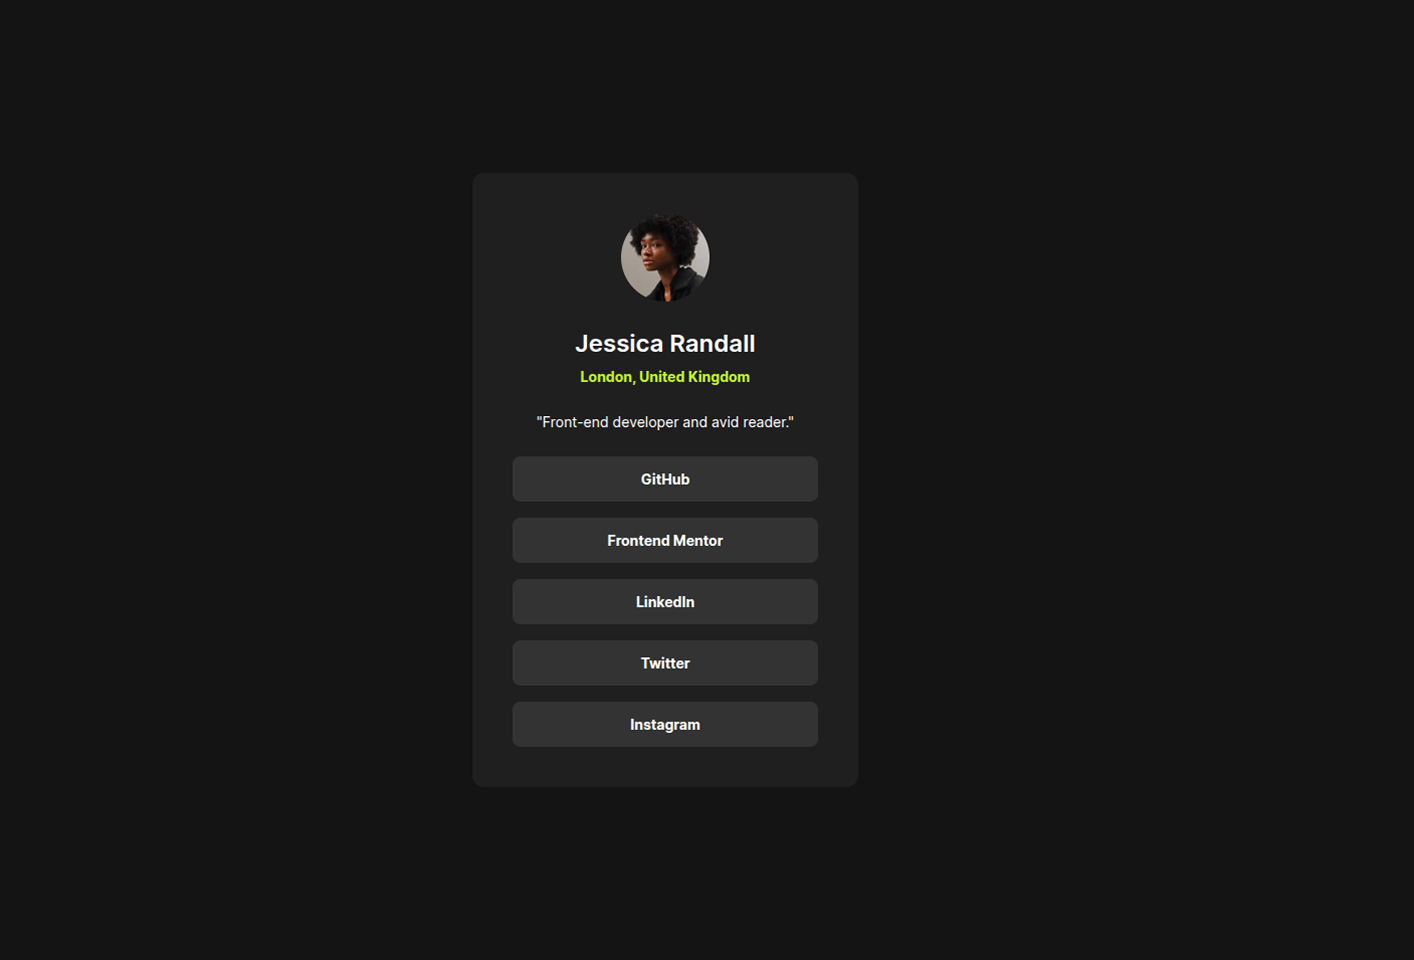 Jessica Randall
London, United Kingdom
"Front-end developer and avid reader."
GitHub
Frontend Mentor
LinkedIn
Twitter
Instagram